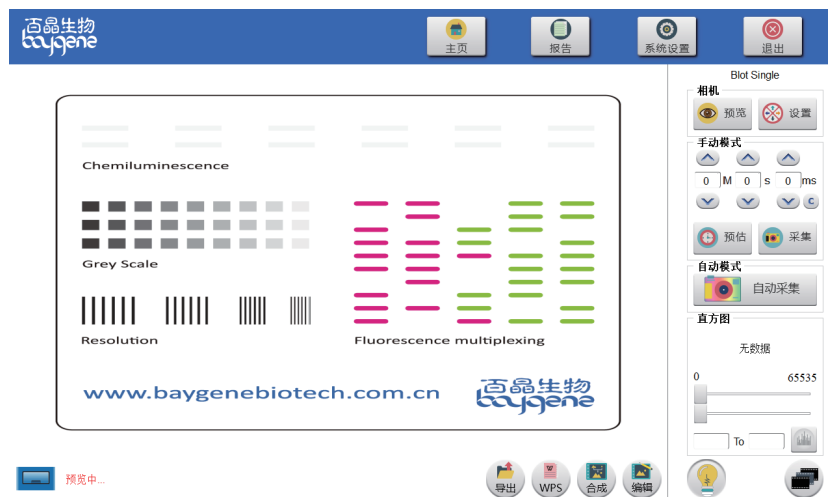 百晶生物
baygene
主页
报告
系统设置
退出
Blot Single
相机
预览
设置
手动模式
0 M 0 s 0 ms
C
预估
采集
自动模式
自动采集
直方图
无数据
0 65535
To
Chemiluminescence
Grey Scale
Resolution
Fluorescence multiplexing
www.baygenebiotech.com.cn
百晶生物
baygene
预览中...
导出
WPS
合成
编辑